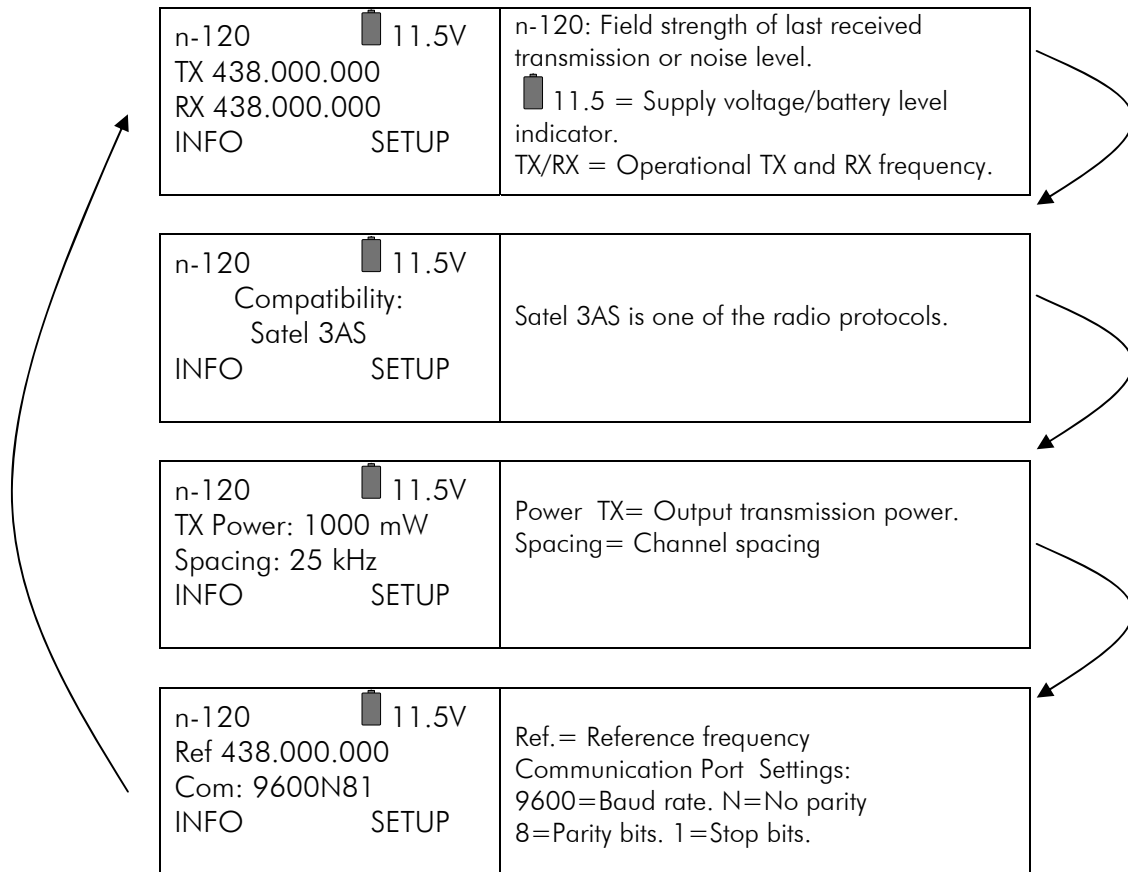 n-120 11.5V
TX 438.000.000
RX 438.000.000
INFO SETUP
n-120: Field strength of last received
transmission or noise level.
11.5 = Supply voltage/battery level
indicator.
TX/RX = Operational TX and RX frequency.
n-120 11.5V
Compatibility:
Satel 3AS
INFO SETUP
Satel 3AS is one of the radio protocols.
n-120 11.5V
TX Power: 1000 mW
Spacing: 25 kHz
INFO SETUP
Power TX= Output transmission power.
Spacing= Channel spacing
n-120 11.5V
Ref 438.000.000
Com: 9600N81
INFO SETUP
Ref.= Reference frequency
Communication Port Settings:
9600=Baud rate. N=No parity
8=Parity bits. 1=Stop bits.